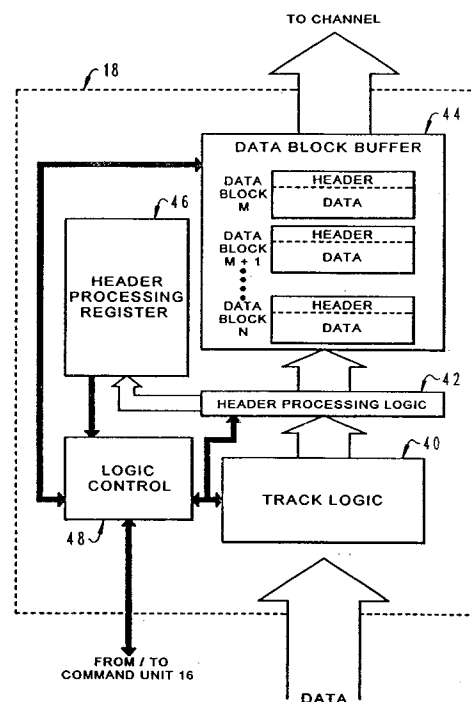 TO CHANNEL
18
44
DATA BLOCK BUFFER
DATA
BLOCK
M
HEADER
DATA
DATA
BLOCK
M + 1
HEADER
DATA
DATA
BLOCK
N
HEADER
DATA
46
HEADER
PROCESSING
REGISTER
42
HEADER PROCESSING LOGIC
40
LOGIC
CONTROL
TRACK LOGIC
48
FROM / TO
COMMAND UNIT 16
DATA